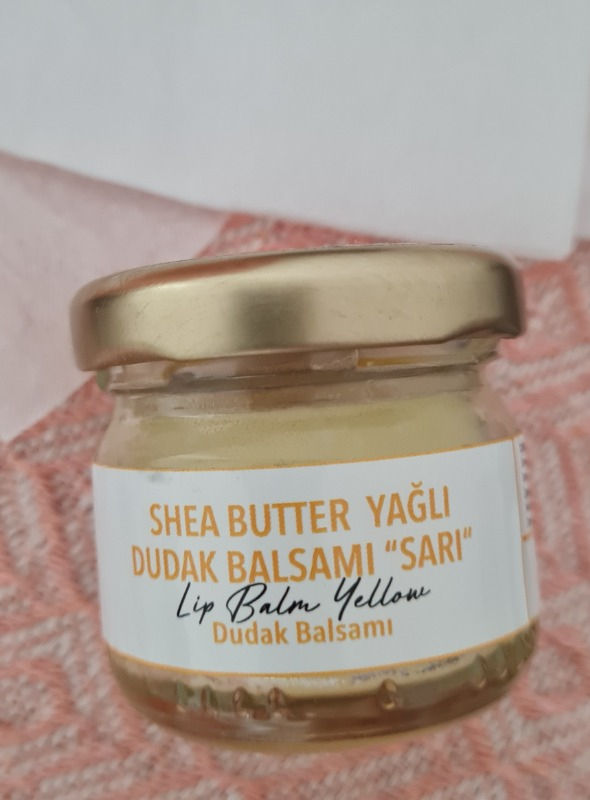 SHEA BUTTER YAĞLI
DUDAK BALSAMI "SARI"
Lip Balm Yellow
Dudak Balsamı